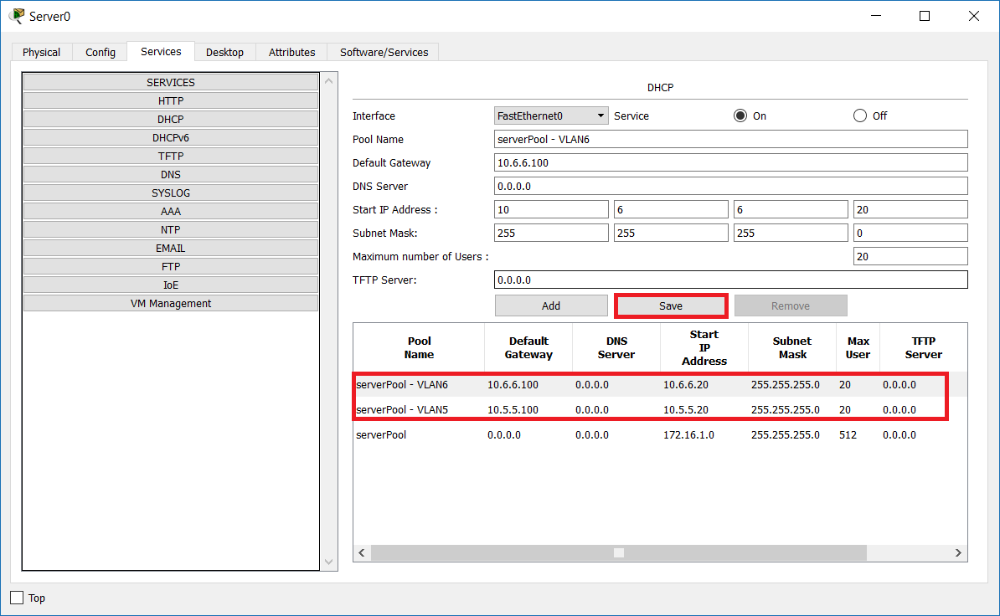 Server0
Physical Config Services Desktop Attributes Software/Services
SERVICES
HTTP
DHCP
DHCPv6
TFTP
DNS
SYSLOG
AAA
NTP
EMAIL
FTP
IoE
VM Management
DHCP
Interface FastEthernet0 Service On Off
Pool Name serverPool - VLAN6
Default Gateway 10.6.6.100
DNS Server 0.0.0.0
Start IP Address : 10 6 6 20
Subnet Mask: 255 255 255 0
Maximum number of Users : 20
TFTP Server: 0.0.0.0
Add Save Remove
Pool Name Default Gateway DNS Server Start IP Address Subnet Mask Max User TFTP Server
serverPool - VLAN6 10.6.6.100 0.0.0.0 10.6.6.20 255.255.255.0 20 0.0.0.0
serverPool - VLAN5 10.5.5.100 0.0.0.0 10.5.5.20 255.255.255.0 20 0.0.0.0
serverPool 0.0.0.0 0.0.0.0 172.16.1.0 255.255.255.0 512 0.0.0.0
Top